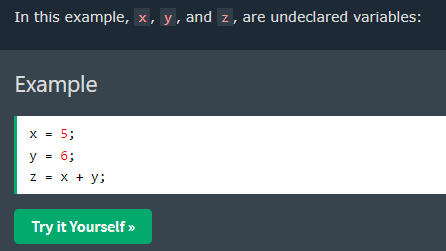 In this example, x, y, and z, are undeclared variables:
Example
x = 5;
y = 6;
z = x + y;
Try it Yourself »